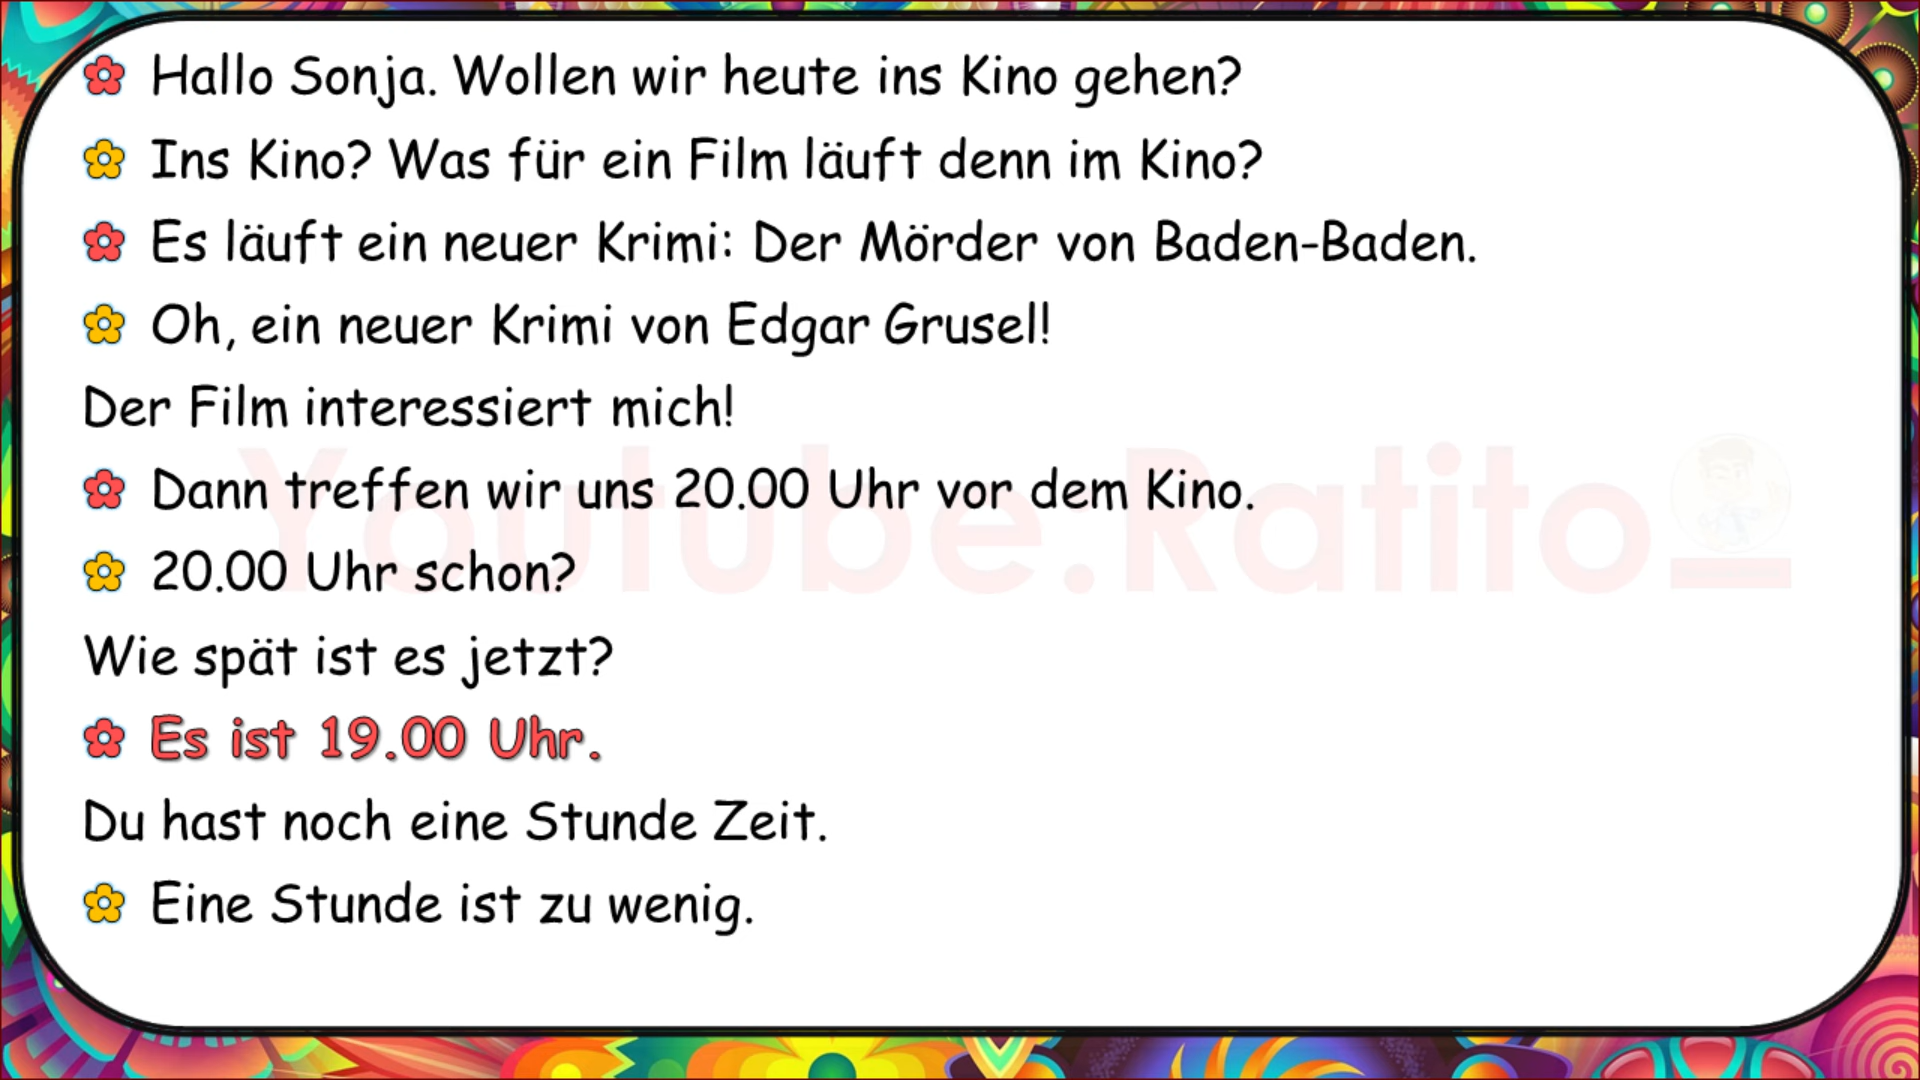 Hallo Sonja. Wollen wir heute ins Kino gehen?
Ins Kino? Was für ein Film läuft denn im Kino?
Es läuft ein neuer Krimi: Der Mörder von Baden-Baden.
Oh, ein neuer Krimi von Edgar Grusel!
Der Film interessiert mich!
Dann treffen wir uns 20.00 Uhr vor dem Kino.
Youtube:Ratito_
20.00 Uhr schon?
Wie spät ist es jetzt?
Es ist 19.00 Uhr.
Du hast noch eine Stunde Zeit.
Eine Stunde ist zu wenig.